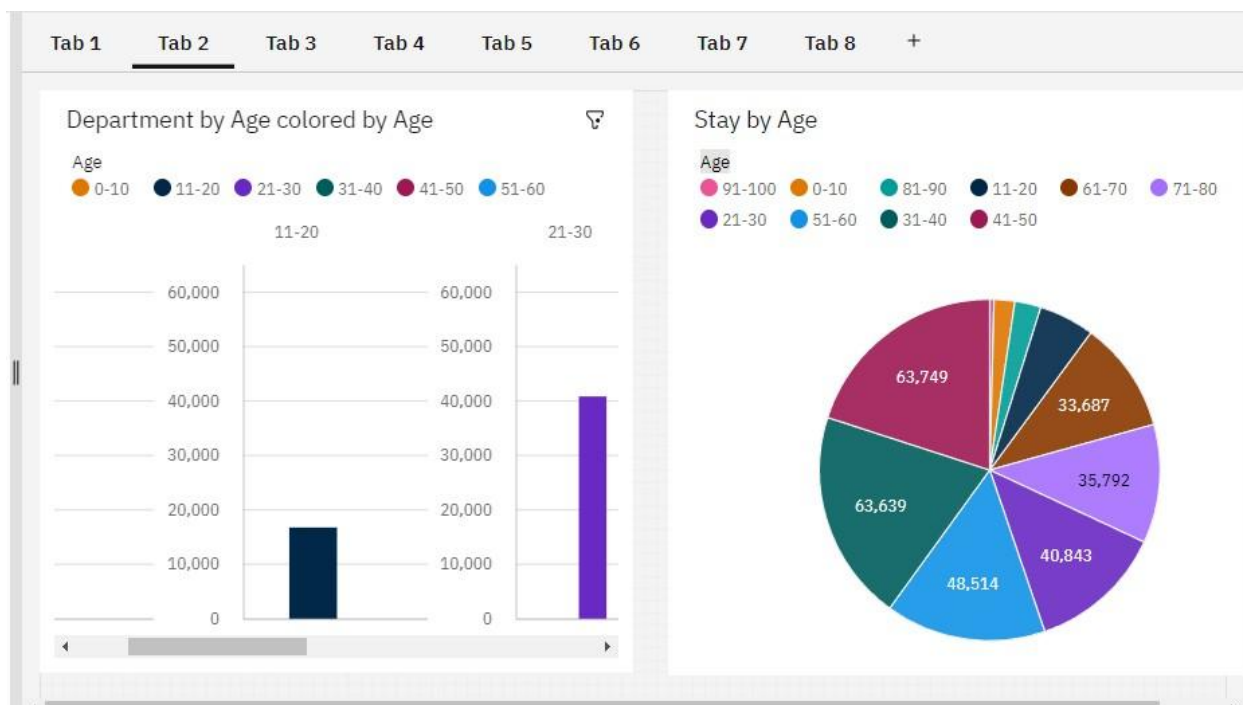 Tab 1 Tab 2 Tab 3 Tab 4 Tab 5 Tab 6 Tab 7 Tab 8 +
Department by Age colored by Age
Age
0-10 11-20 21-30 31-40 41-50 51-60
11-20 21-30
60,000 60,000
50,000 50,000
40,000 40,000
30,000 30,000
20,000 20,000
10,000 10,000
0 0
Stay by Age
Age
91-100 0-10 81-90 11-20 61-70 71-80
21-30 51-60 31-40 41-50
63,749
33,687
35,792
63,639
40,843
48,514